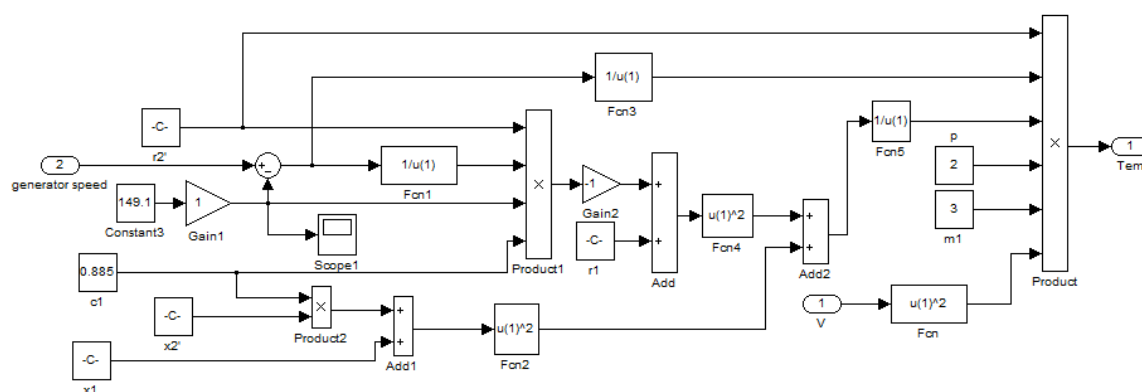 1/u(1)
Fcn3
-C-
r2'
1/u(1)
Fcn5
p
2
generator speed
+
−
1/u(1)
Fcn1
×
Product1
-1
Gain2
+
+
Add
u(1)^2
Fcn4
+
+
Add2
2
3
m1
×
Product
1
Tem
149.1
Constant3
1
Gain1
Scope1
-C-
r1
0.885
c1
-C-
x2'
×
Product2
+
+
Add1
u(1)^2
Fcn2
1
V
u(1)^2
Fcn
-C-
x1